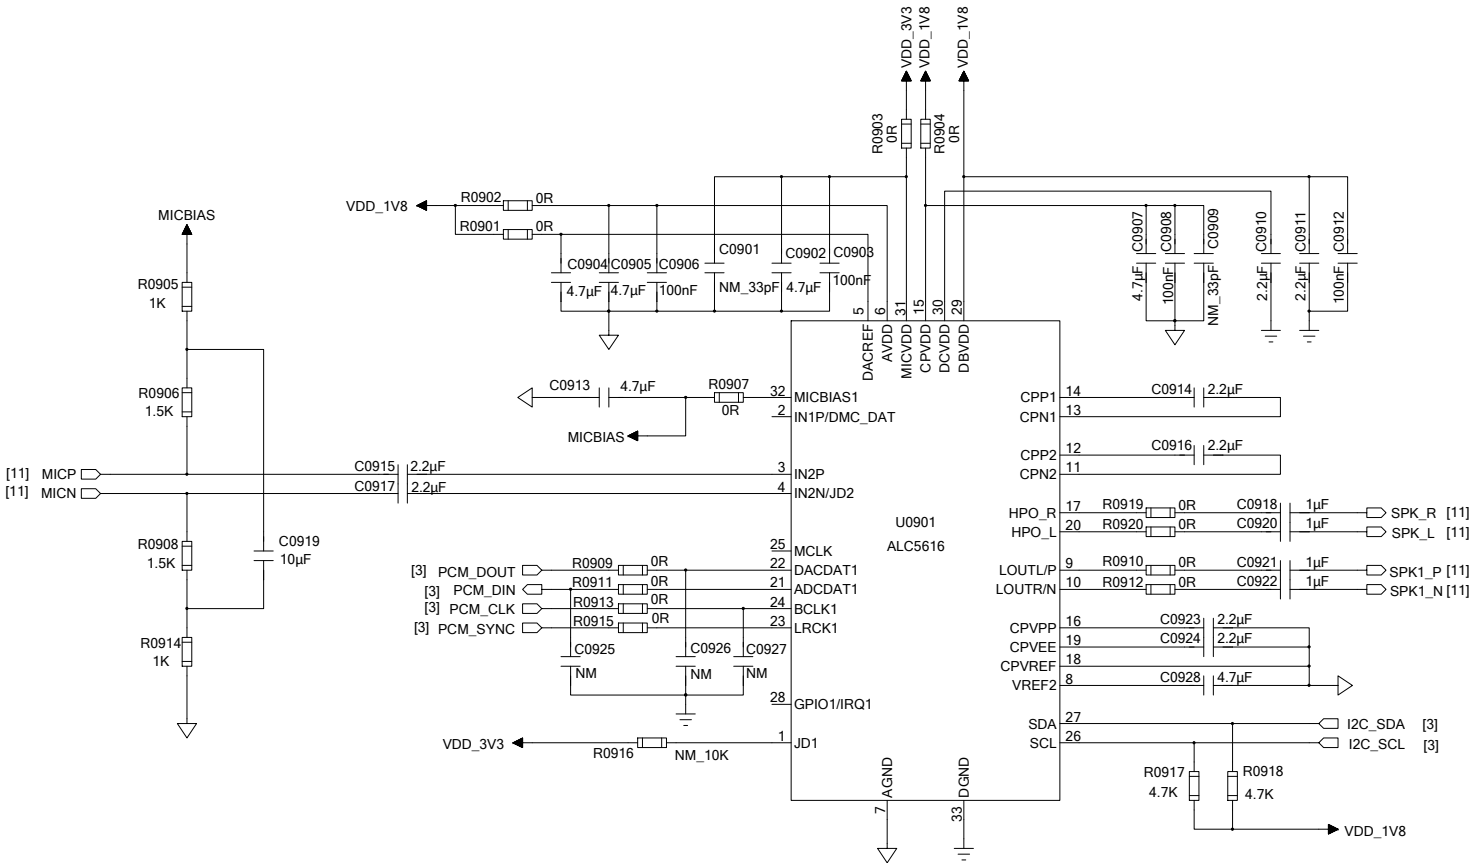 VDD_3V3
VDD_1V8
VDD_1V8
R0903
0R
R0904
0R
R0902 0R
VDD_1V8
R0901 0R
MICBIAS
R0905
1K
C0904
4.7µF
C0905
4.7µF
C0906
100nF
C0901
NM_33pF
C0902
4.7µF
C0903
100nF
C0907
4.7µF
C0908
100nF
C0909
NM_33pF
C0910
2.2µF
C0911
2.2µF
C0912
100nF
5
6
31
15
30
29
DACREF
AVDD
MICVDD
CPVDD
DCVDD
DBVDD
R0906
1.5K
C0913 4.7µF
R0907
0R
MICBIAS
32 MICBIAS1
2 IN1P/DMC_DAT
CPP1 14 C0914 2.2µF
CPN1 13
CPP2 12 C0916 2.2µF
CPN2 11
[11] MICP C0915 2.2µF 3 IN2P
[11] MICN C0917 2.2µF 4 IN2N/JD2
U0901
ALC5616
HPO_R 17 R0919 0R C0918 1µF SPK_R [11]
HPO_L 20 R0920 0R C0920 1µF SPK_L [11]
R0908
1.5K
C0919
10µF
25 MCLK
[3] PCM_DOUT R0909 0R 22 DACDAT1
[3] PCM_DIN R0911 0R 21 ADCDAT1
[3] PCM_CLK R0913 0R 24 BCLK1
[3] PCM_SYNC R0915 0R 23 LRCK1
LOUTL/P 9 R0910 0R C0921 1µF SPK1_P [11]
LOUTR/N 10 R0912 0R C0922 1µF SPK1_N [11]
CPVPP 16 C0923 2.2µF
CPVEE 19 C0924 2.2µF
CPVREF 18
VREF2 8 C0928 4.7µF
R0914
1K
C0925
NM
C0926
NM
C0927
NM
28 GPIO1/IRQ1
VDD_3V3 R0916 NM_10K 1 JD1
SDA 27 I2C_SDA [3]
SCL 26 I2C_SCL [3]
R0917
4.7K
R0918
4.7K
AGND
DGND
7
33
VDD_1V8